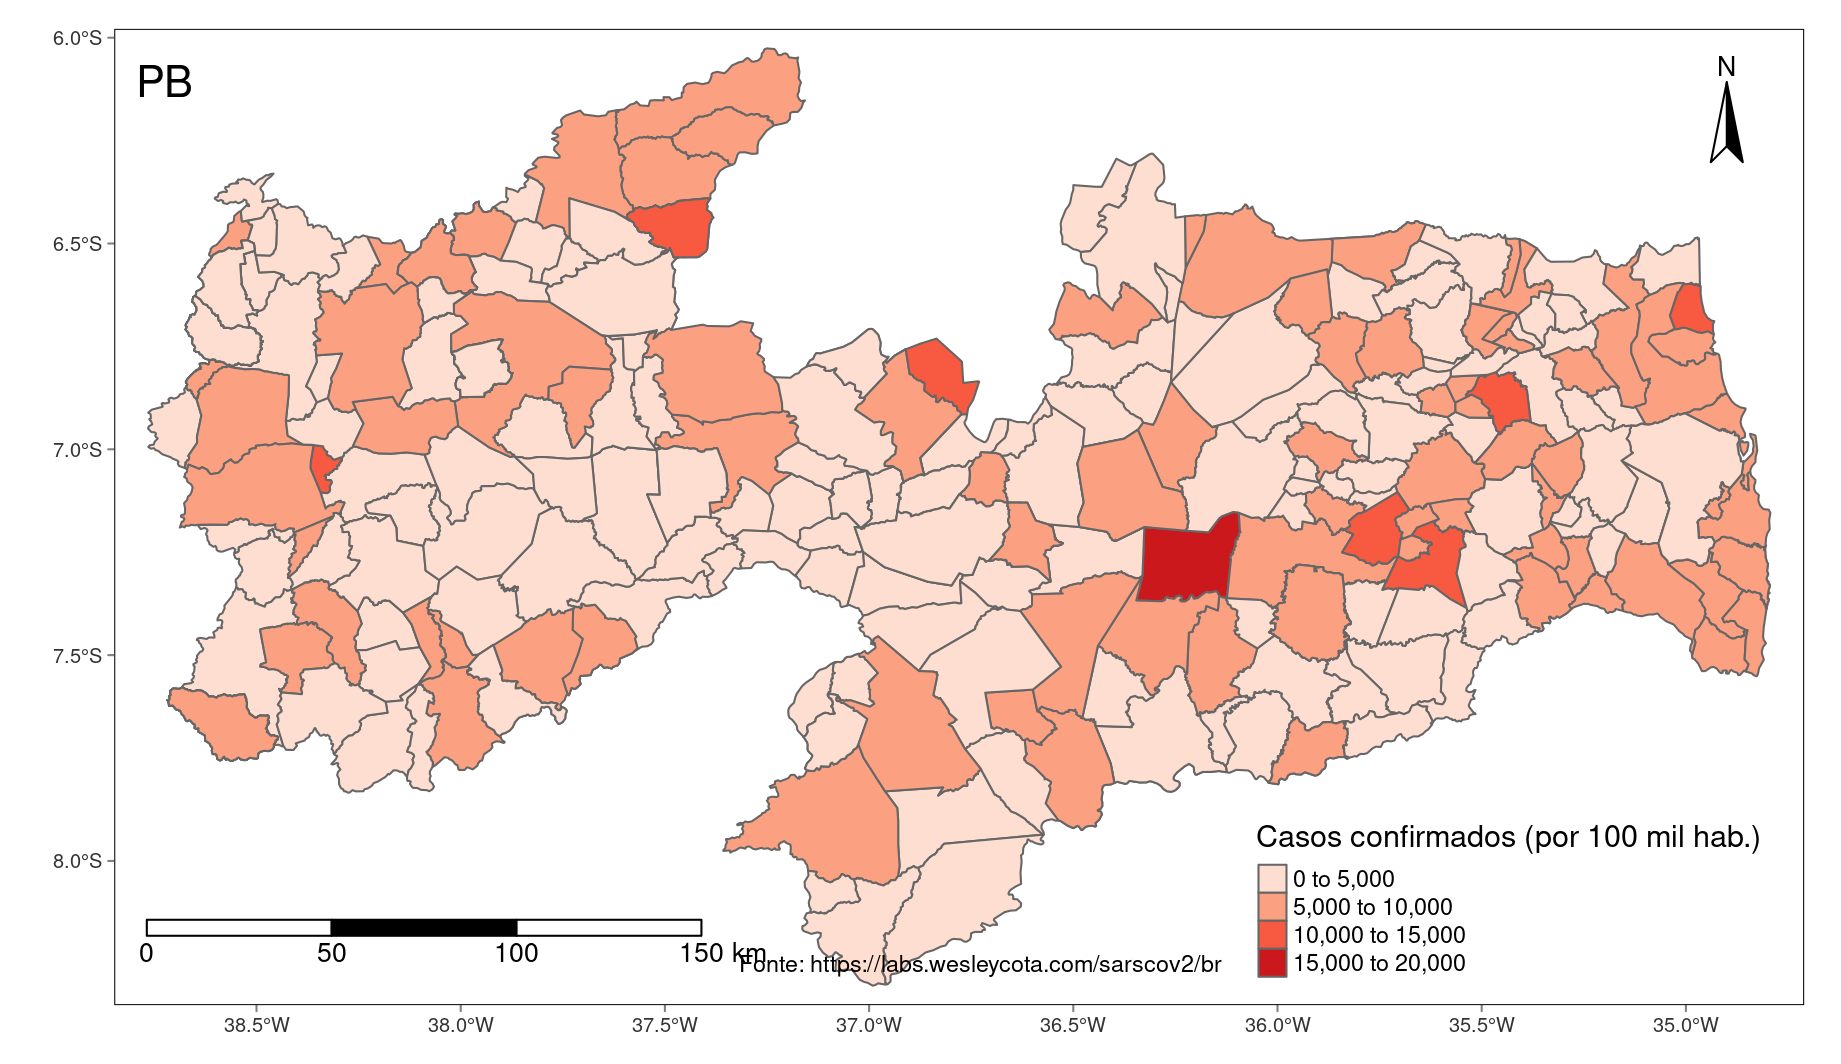 6.0°S
PB
N
6.5°S
7.0°S
7.5°S
8.0°S
Casos confirmados (por 100 mil hab.)
0 to 5,000
5,000 to 10,000
10,000 to 15,000
15,000 to 20,000
0 50 100 150 km
Fonte: https://labs.wesleycota.com/sarscov2/br
38.5°W 38.0°W 37.5°W 37.0°W 36.5°W 36.0°W 35.5°W 35.0°W